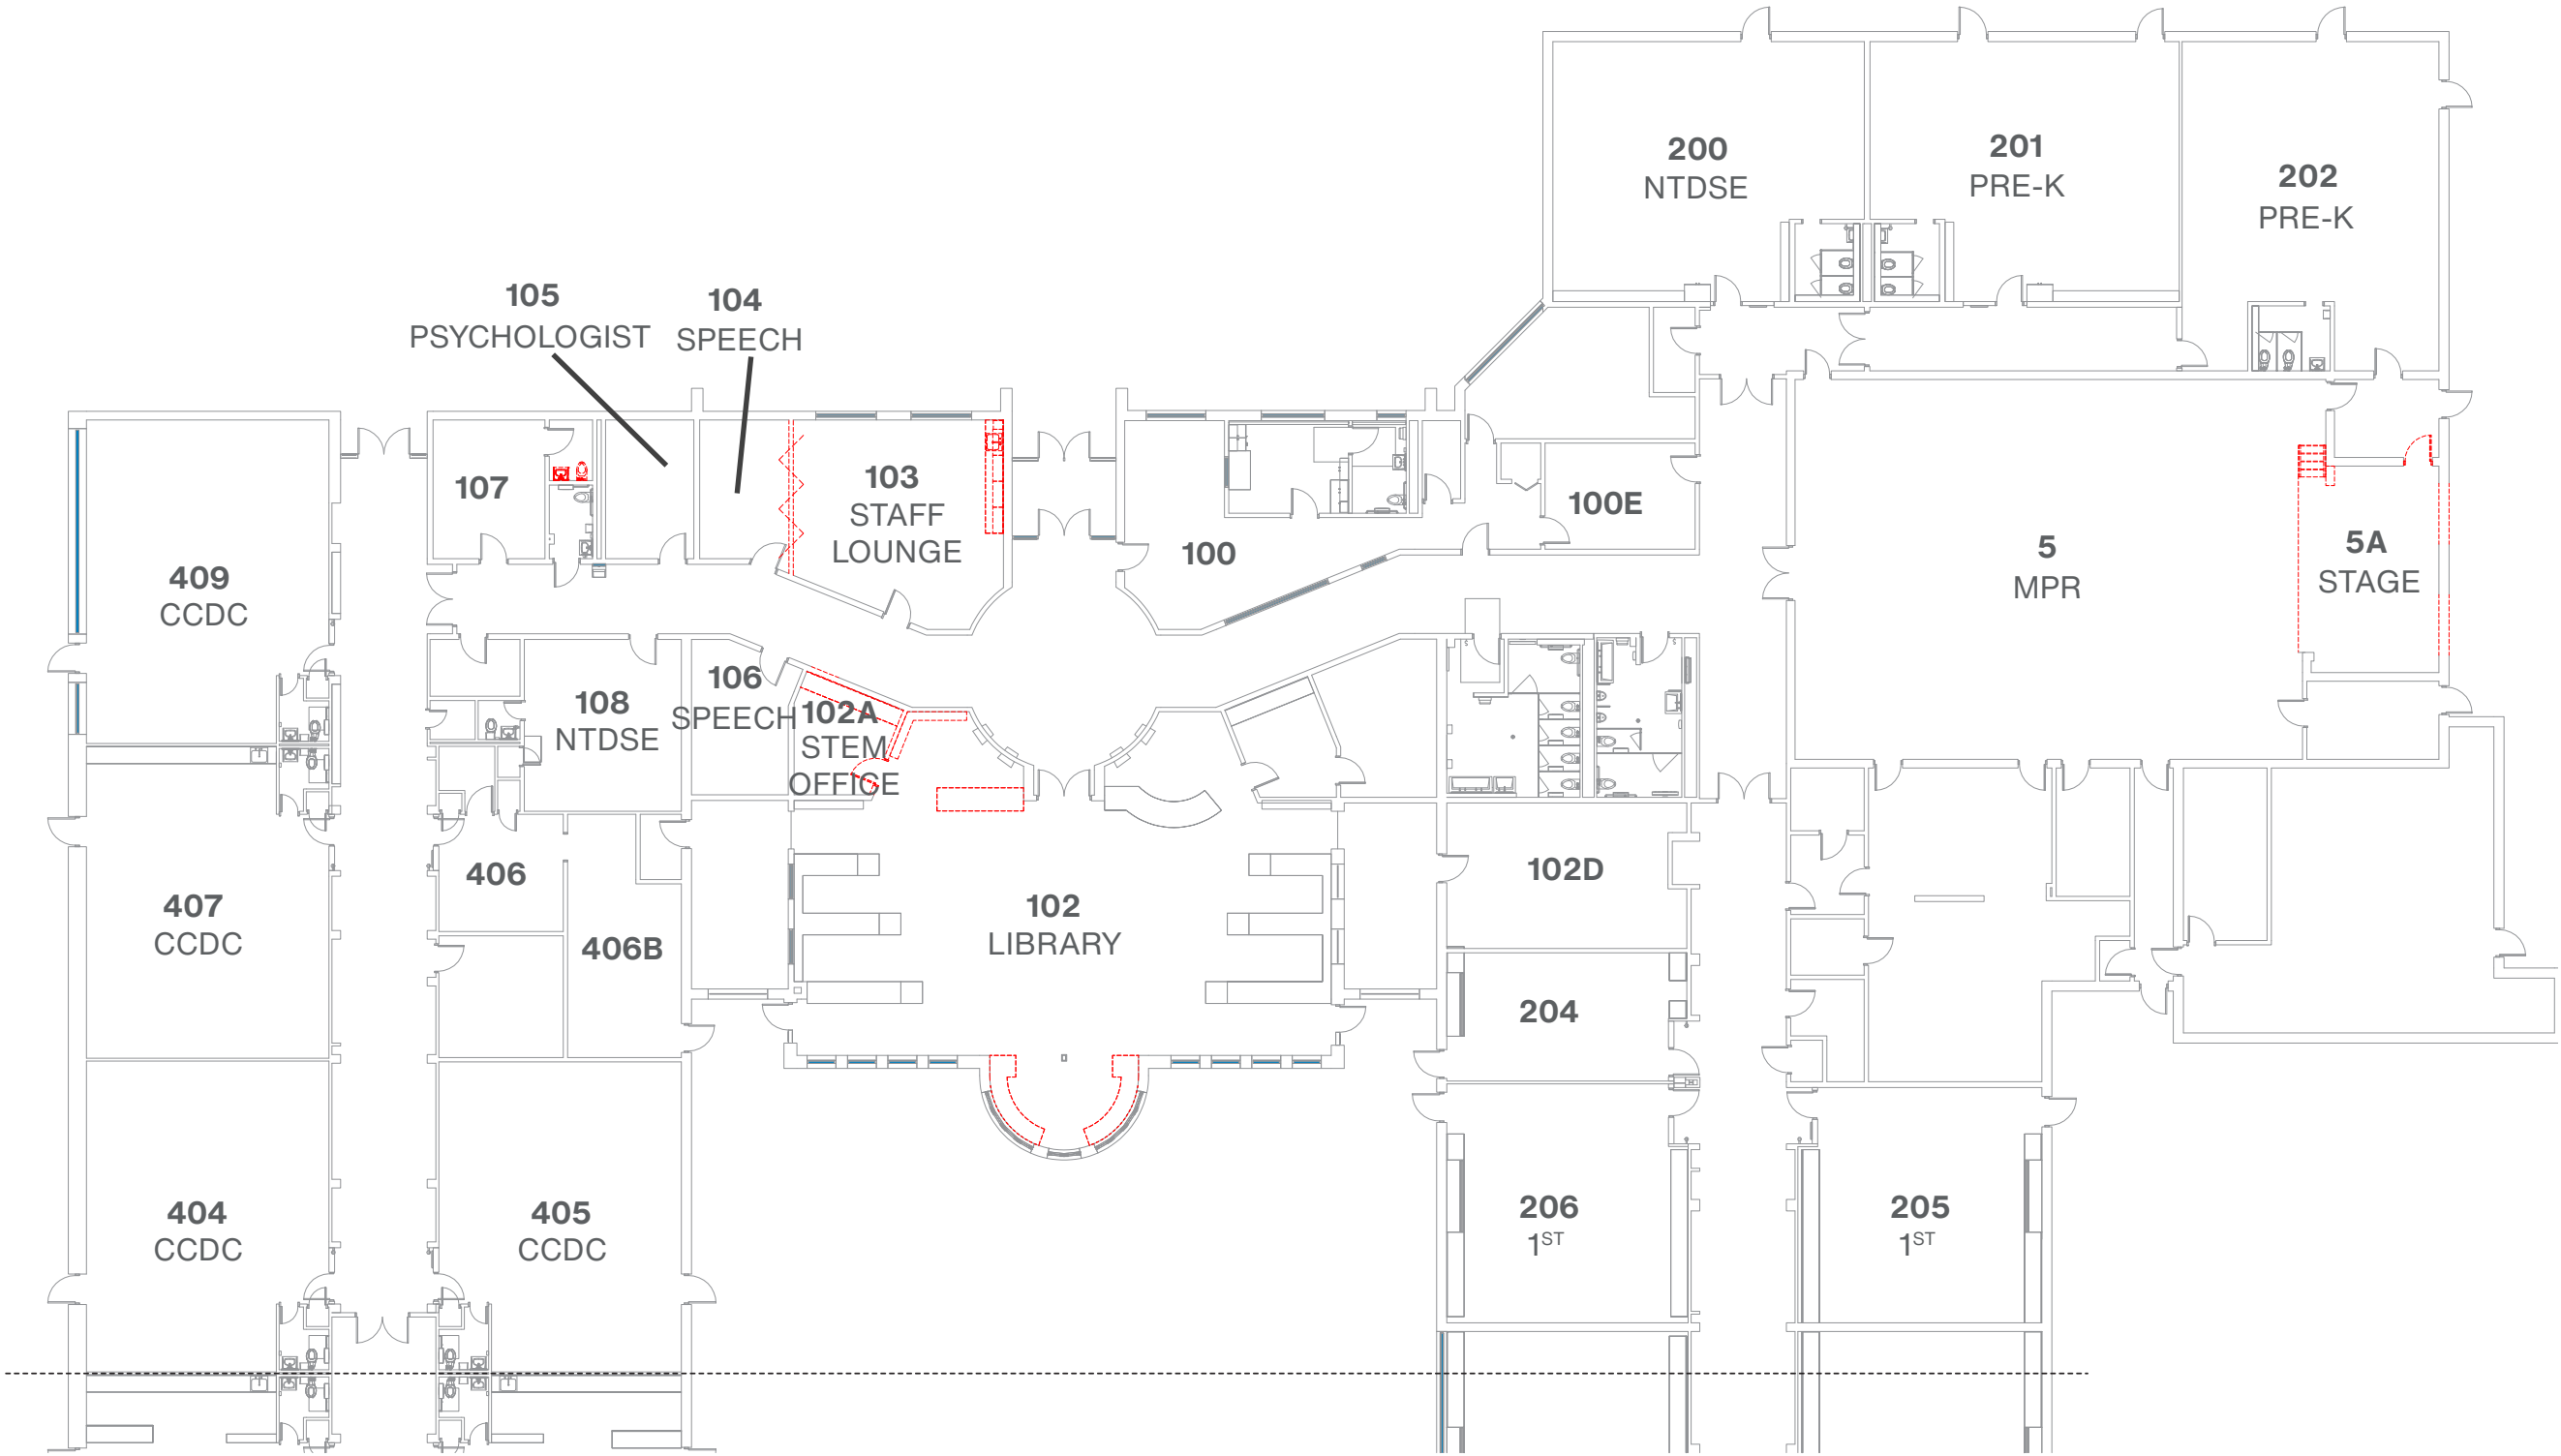 200
NTDSE
201
PRE-K
202
PRE-K
105
PSYCHOLOGIST
104
SPEECH
107
103
STAFF
LOUNGE
100
100E
5
MPR
5A
STAGE
409
CCDC
108
NTDSE
106
SPEECH
102A
STEM
OFFICE
407
CCDC
406
406B
102
LIBRARY
102D
204
404
CCDC
405
CCDC
206
1ST
205
1ST